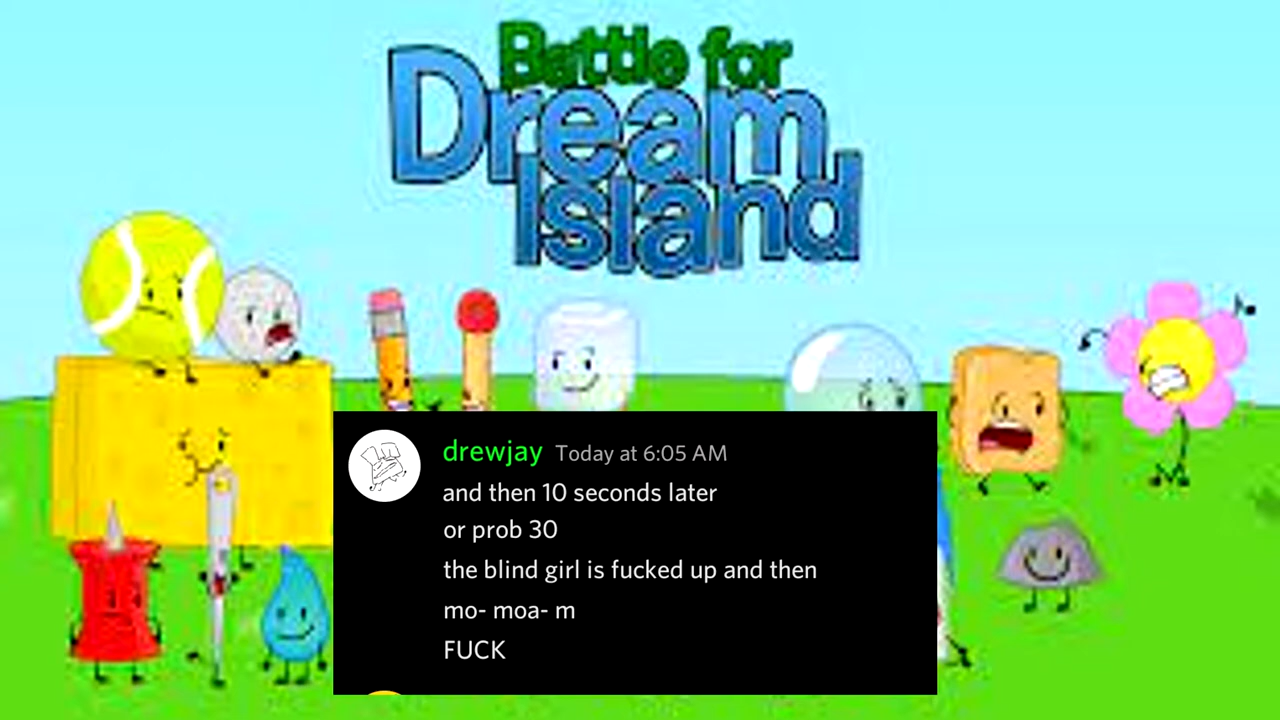 Battle for
Dream
Island
drewjay Today at 6:05 AM
and then 10 seconds later
or prob 30
the blind girl is fucked up and then
mo- moa- m
FUCK